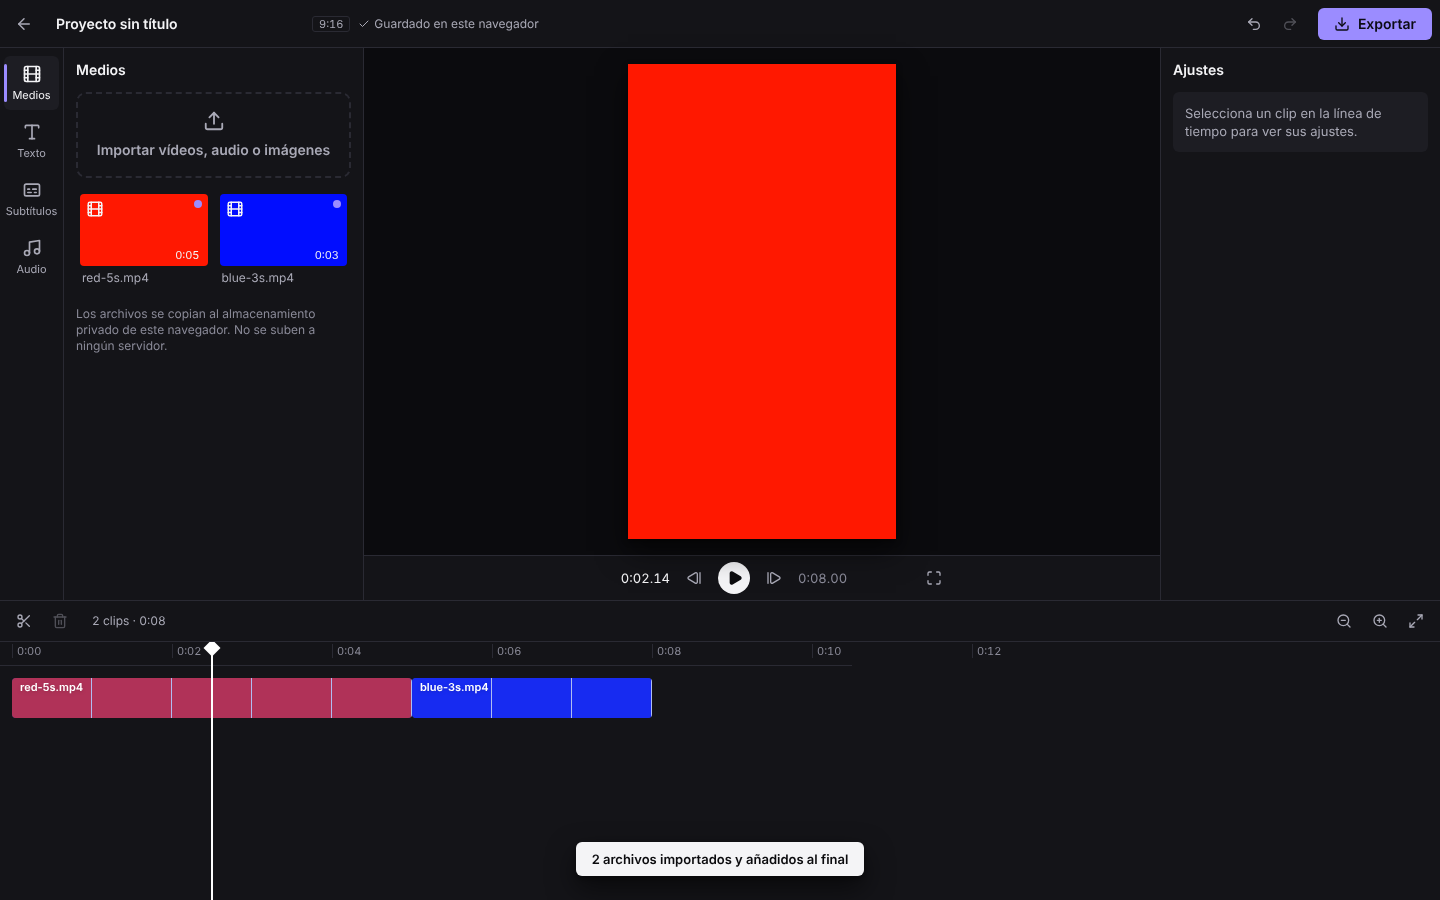 Proyecto sin título
9:16
Guardado en este navegador
Exportar
Medios
Texto
Subtítulos
Audio
Medios
Importar vídeos, audio o imágenes
0:05
0:03
red-5s.mp4
blue-3s.mp4
Los archivos se copian al almacenamiento
privado de este navegador. No se suben a
ningún servidor.
Ajustes
Selecciona un clip en la línea de
tiempo para ver sus ajustes.
0:02.14
0:08.00
2 clips · 0:08
0:00
0:02
0:04
0:06
0:08
0:10
0:12
red-5s.mp4
blue-3s.mp4
2 archivos importados y añadidos al final